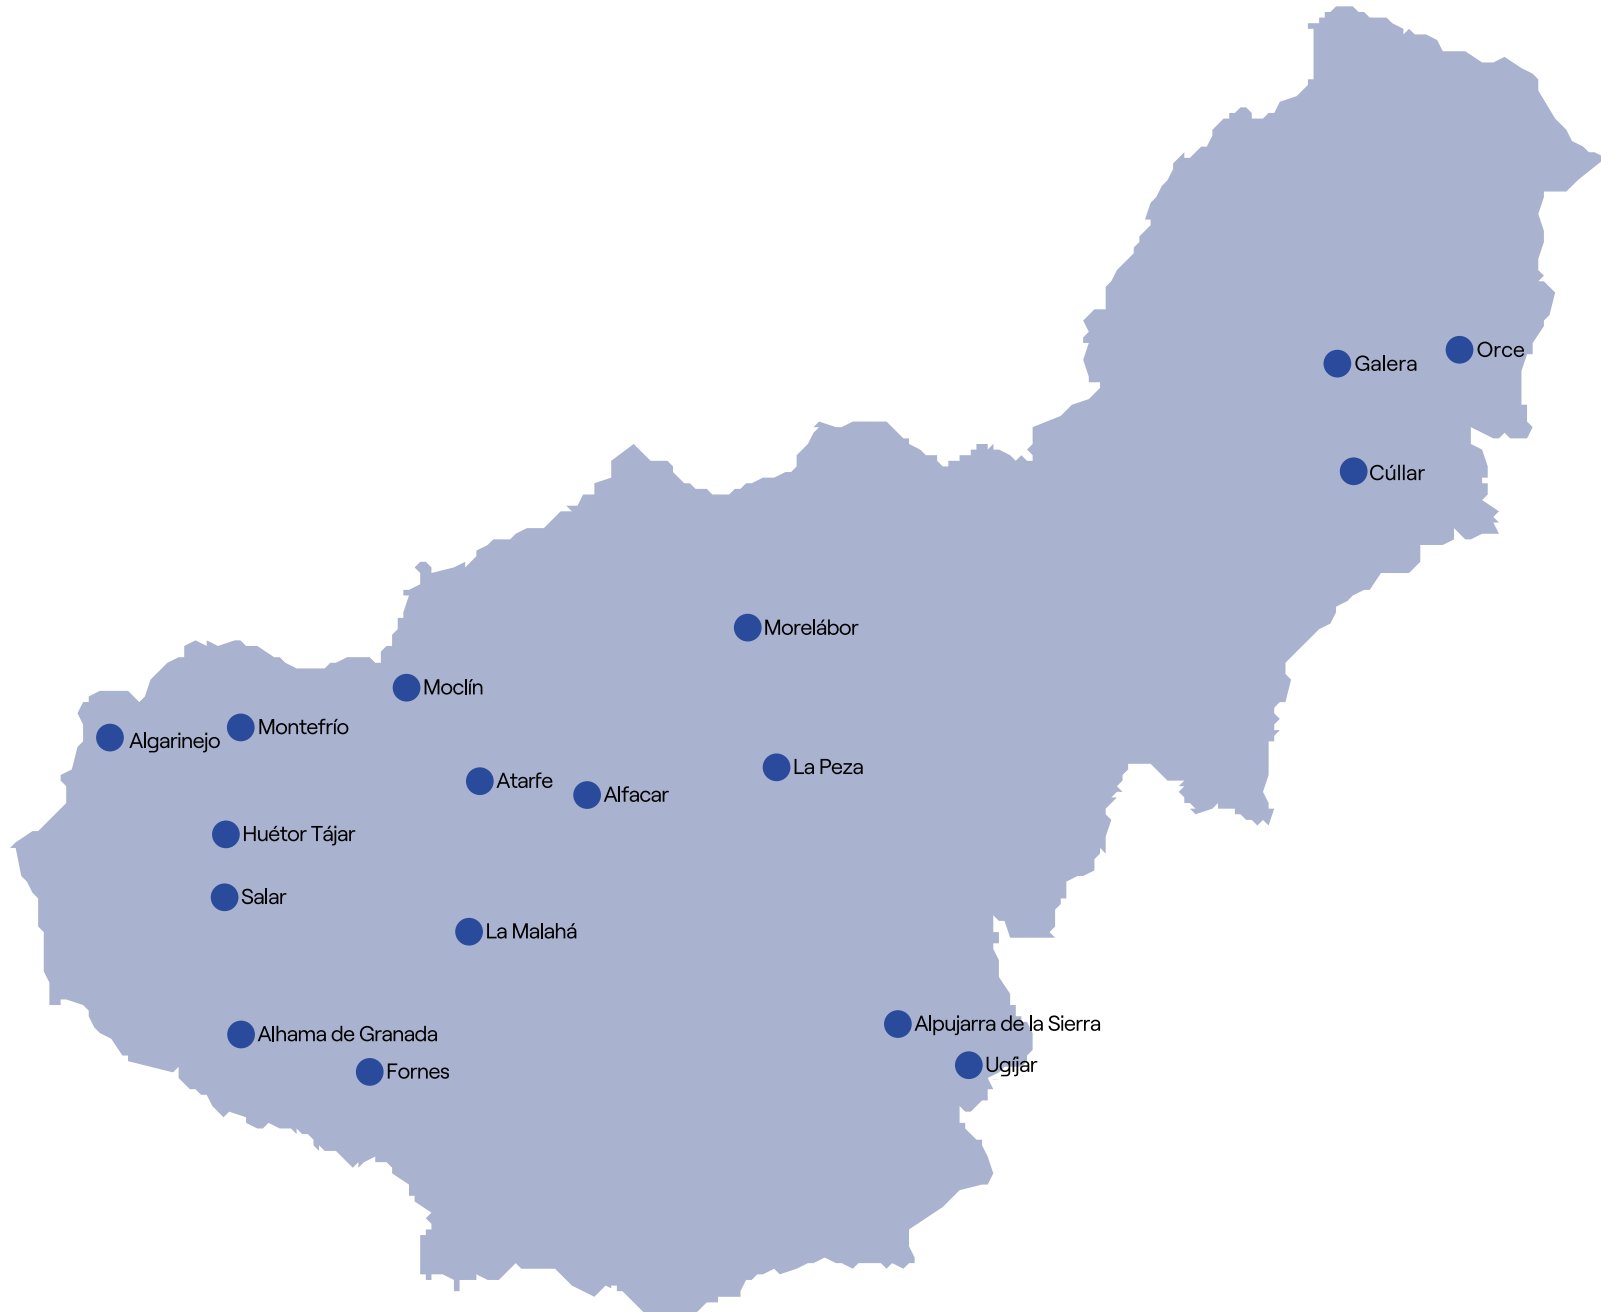 Orce
Galera
Cúllar
Morelábor
Moclín
Montefrío
Algarinejo
La Peza
Atarfe
Alfacar
Huétor Tájar
Salar
La Malahá
Alpujarra de la Sierra
Alhama de Granada
Ugíjar
Fornes